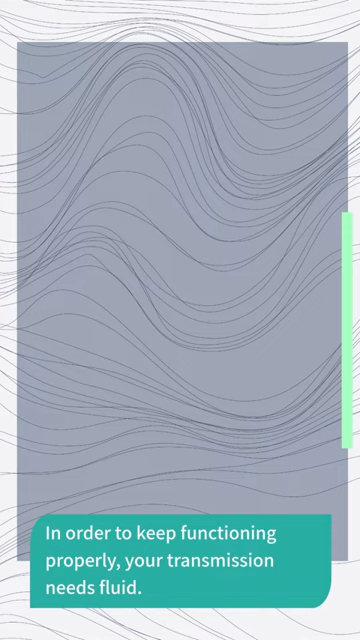 In order to keep functioning
properly, your transmission
needs fluid.